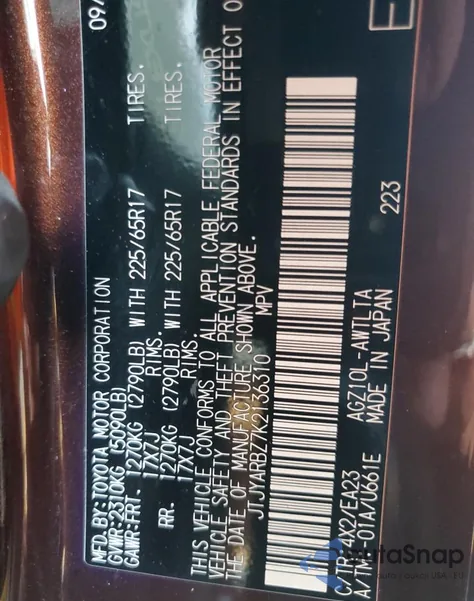 09/
MFD.BY:TOYOTA MOTOR CORPORATION
GVWR:2310KG (5090LB)
GAWR:FRT. 1270KG (2790LB) WITH 225/65R17 TIRES.
17X7J RIMS.
RR. 1270KG (2790LB) WITH 225/65R17 TIRES.
17X7J RIMS.
THIS VEHICLE CONFORMS TO ALL APPLICABLE FEDERAL MOTOR
VEHICLE SAFETY AND THEFT PREVENTION STANDARDS IN EFFECT O
THE DATE OF MANUFACTURE SHOWN ABOVE.
JTJYARBZ7K2136310 MPV
C/TR: 4X2/EA23 AGZ10L-AWTLTA
A/TM: -01A/U661E MADE IN JAPAN
223
AutoSnap